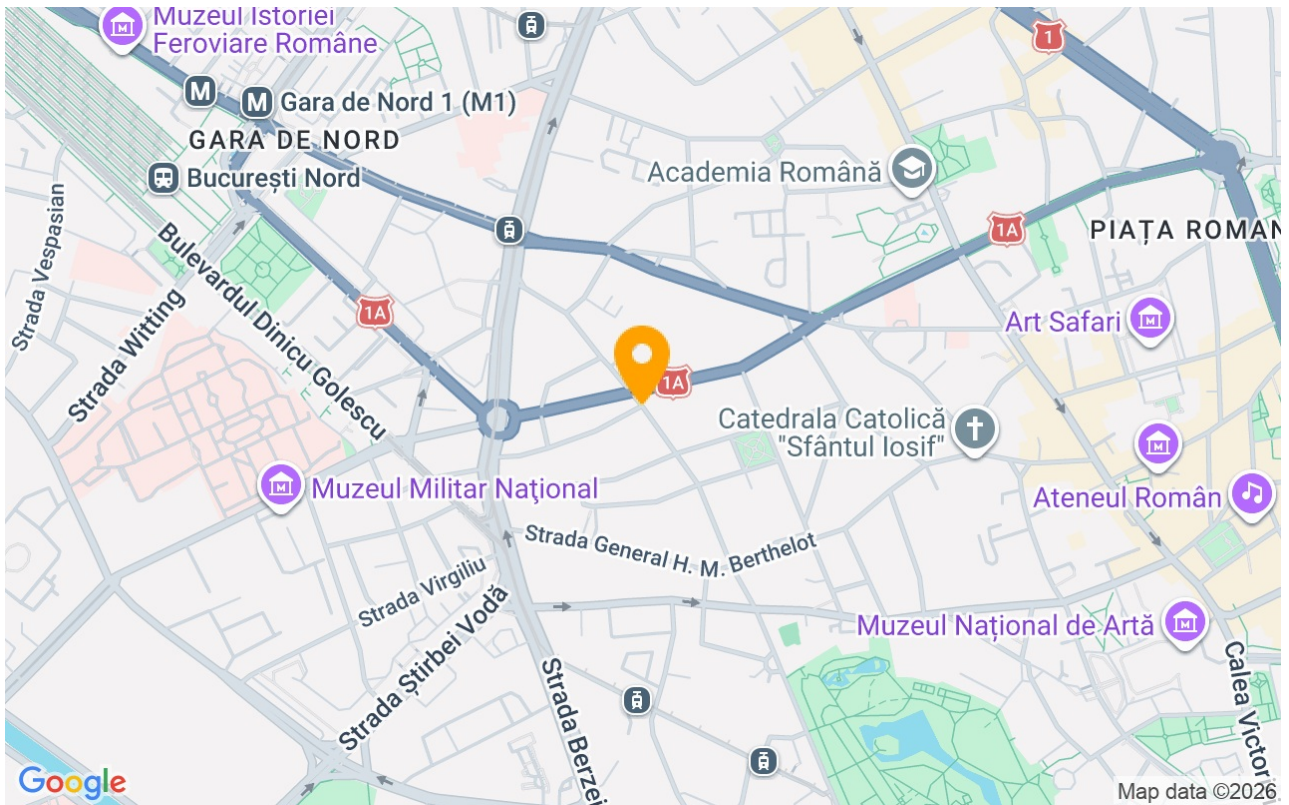 Muzeul Istoriei
Feroviare Române
1
M
M Gara de Nord 1 (M1)
GARA DE NORD
Academia Română
București Nord
1A
PIAȚA ROMAN
Strada Vespasian
Bulevardul Dinicu Golescu
Strada Witting
1A
Art Safari
1A
Catedrala Catolică
"Sfântul Iosif"
Muzeul Militar Naţional
Ateneul Român
Strada General H. M. Berthelot
Strada Virgiliu
Strada Știrbei Vodă
Muzeul Național de Artă
Strada Berzei
Calea Victori
Google
Map data ©2026